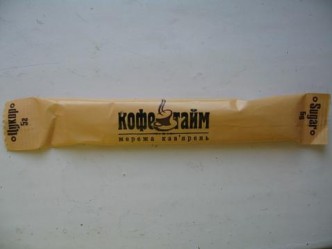 Цукор
5г
кофе тайм
мережа кав'ярень
Sugar
5g